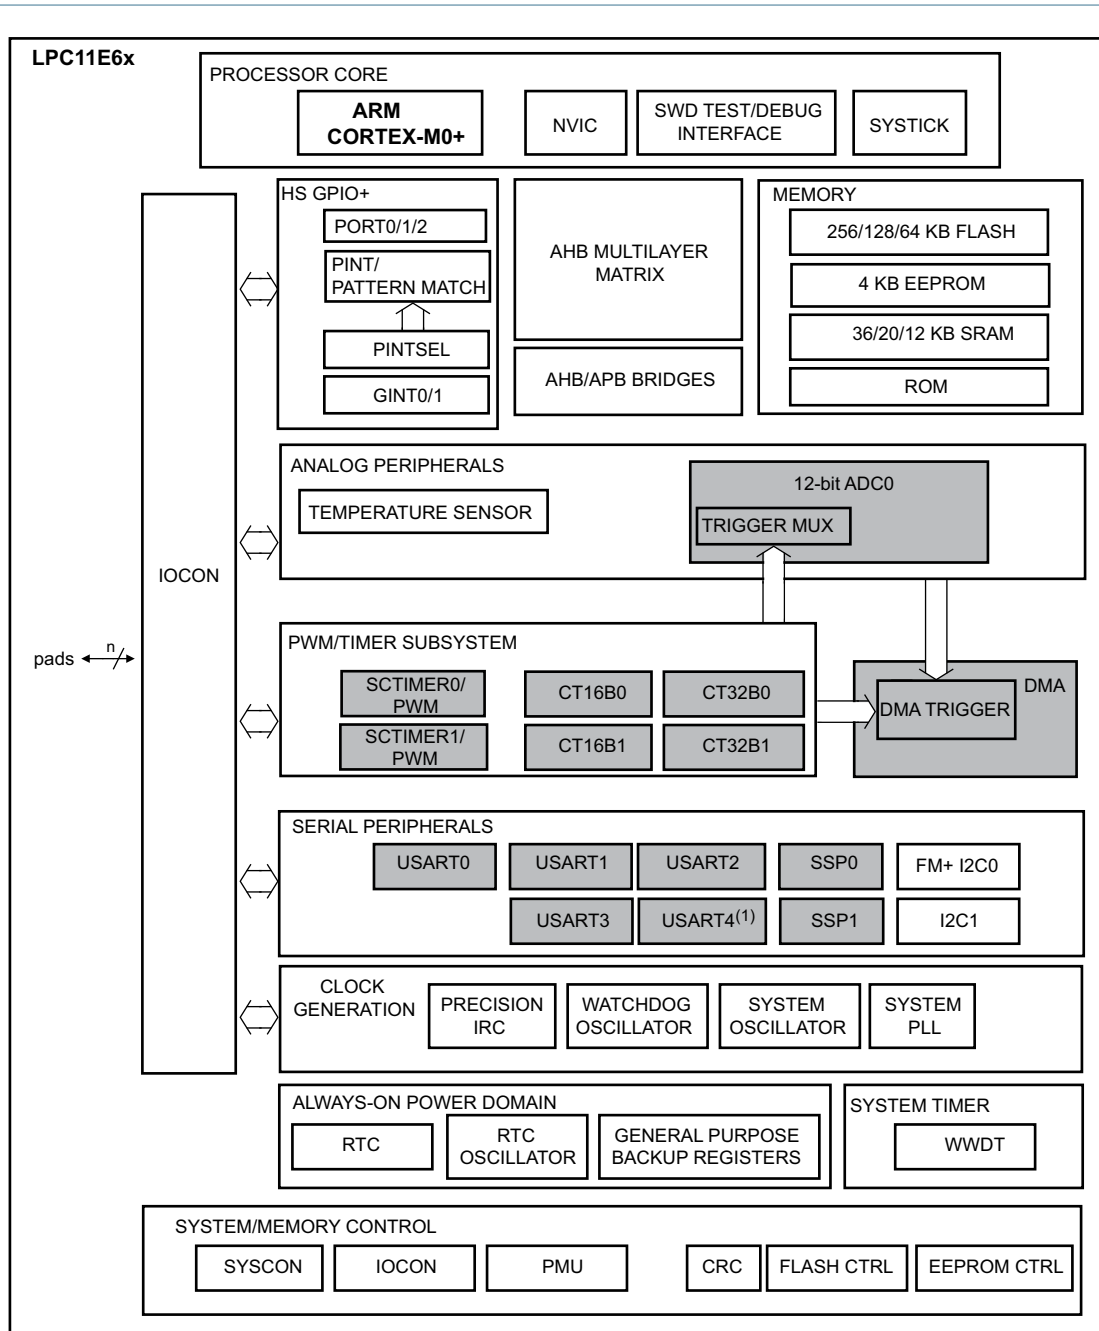 LPC11E6x
PROCESSOR CORE
ARM
CORTEX-M0+
NVIC
SWD TEST/DEBUG
INTERFACE
SYSTICK
HS GPIO+
PORT0/1/2
PINT/
PATTERN MATCH
PINTSEL
GINT0/1
AHB MULTILAYER
MATRIX
AHB/APB BRIDGES
MEMORY
256/128/64 KB FLASH
4 KB EEPROM
36/20/12 KB SRAM
ROM
IOCON
pads
n
ANALOG PERIPHERALS
TEMPERATURE SENSOR
12-bit ADC0
TRIGGER MUX
PWM/TIMER SUBSYSTEM
SCTIMER0/
PWM
CT16B0
CT32B0
SCTIMER1/
PWM
CT16B1
CT32B1
DMA
DMA TRIGGER
SERIAL PERIPHERALS
USART0
USART1
USART2
SSP0
FM+ I2C0
USART3
USART4(1)
SSP1
I2C1
CLOCK
GENERATION
PRECISION
IRC
WATCHDOG
OSCILLATOR
SYSTEM
OSCILLATOR
SYSTEM
PLL
ALWAYS-ON POWER DOMAIN
RTC
RTC
OSCILLATOR
GENERAL PURPOSE
BACKUP REGISTERS
SYSTEM TIMER
WWDT
SYSTEM/MEMORY CONTROL
SYSCON
IOCON
PMU
CRC
FLASH CTRL
EEPROM CTRL